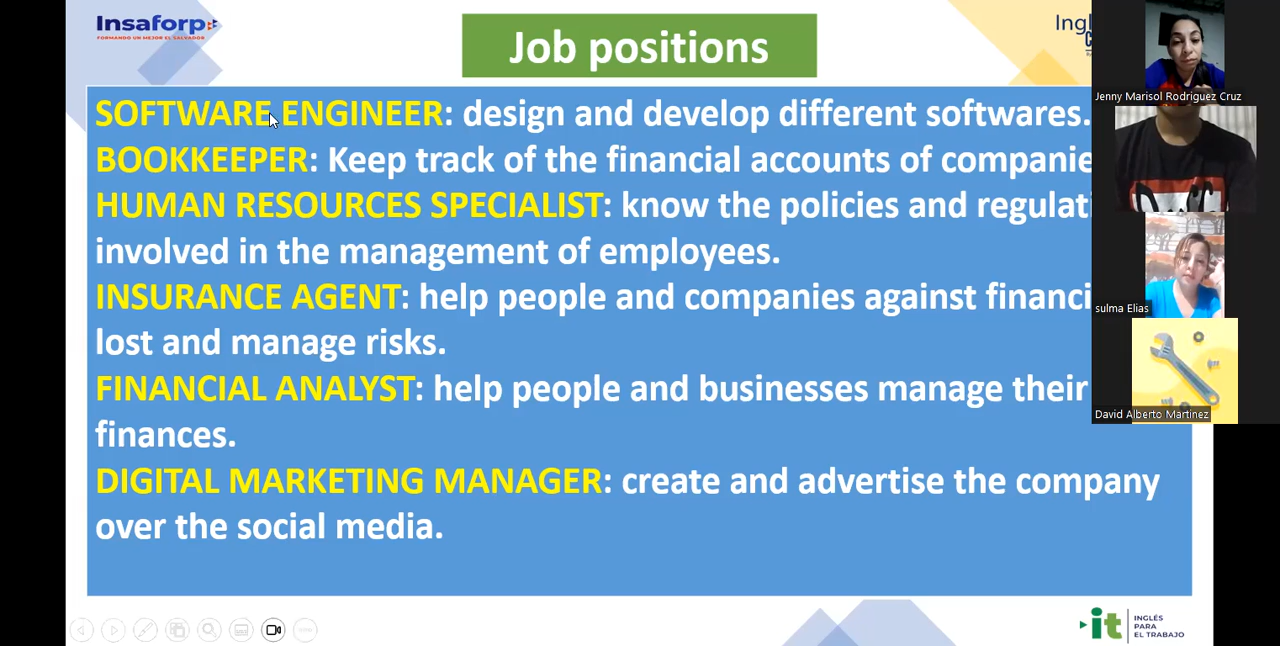 Insaforp
FORMANDO UN MEJOR EL SALVADOR
Job positions
SOFTWARE ENGINEER: design and develop different softwares.
BOOKKEEPER: Keep track of the financial accounts of
HUMAN RESOURCES SPECIALIST: know the policies and
involved in the management of employees.
INSURANCE AGENT: help people and companies against
lost and manage risks.
FINANCIAL ANALYST: help people and businesses manage their
finances.
DIGITAL MARKETING MANAGER: create and advertise the company
over the social media.
Jenny Marisol Rodriguez Cruz
sulma Elias
David Alberto Martinez
it INGLÉS
PARA
EL TRABAJO